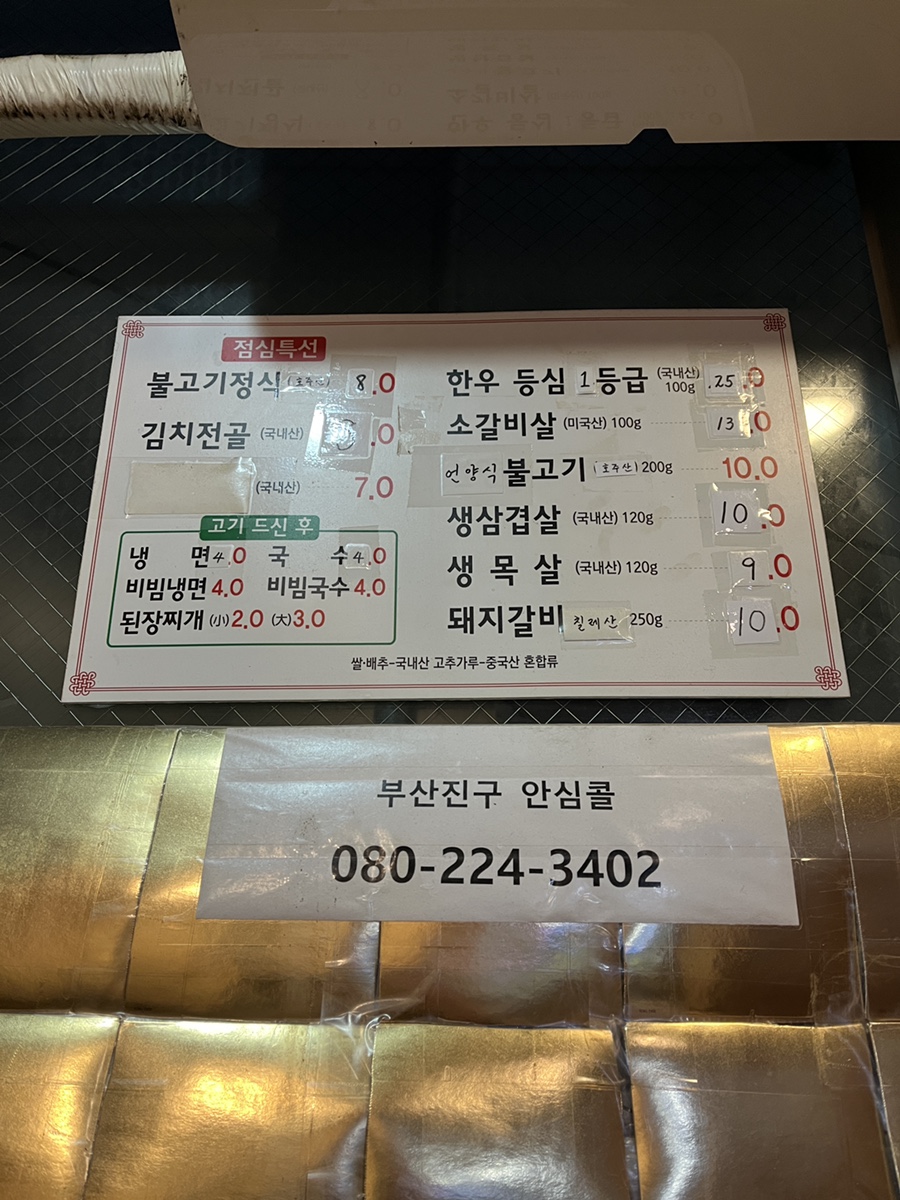 점심특선
불고기정식 (호주산) 8.0
김치전골 (국내산) .0
(국내산) 7.0
고기 드신 후
냉 면 4.0 국 수 4.0
비빔냉면 4.0 비빔국수 4.0
된장찌개 (小) 2.0 (大) 3.0
한우 등심 1등급 (국내산) 100g .25.0
소갈비살 (미국산) 100g 13.0
언양식 불고기 (호주산) 200g 10.0
생삼겹살 (국내산) 120g 10.0
생 목 살 (국내산) 120g 9.0
돼지갈비 칠레산 250g 10.0
쌀·배추-국내산 고추가루-중국산 혼합류
부산진구 안심콜
080-224-3402